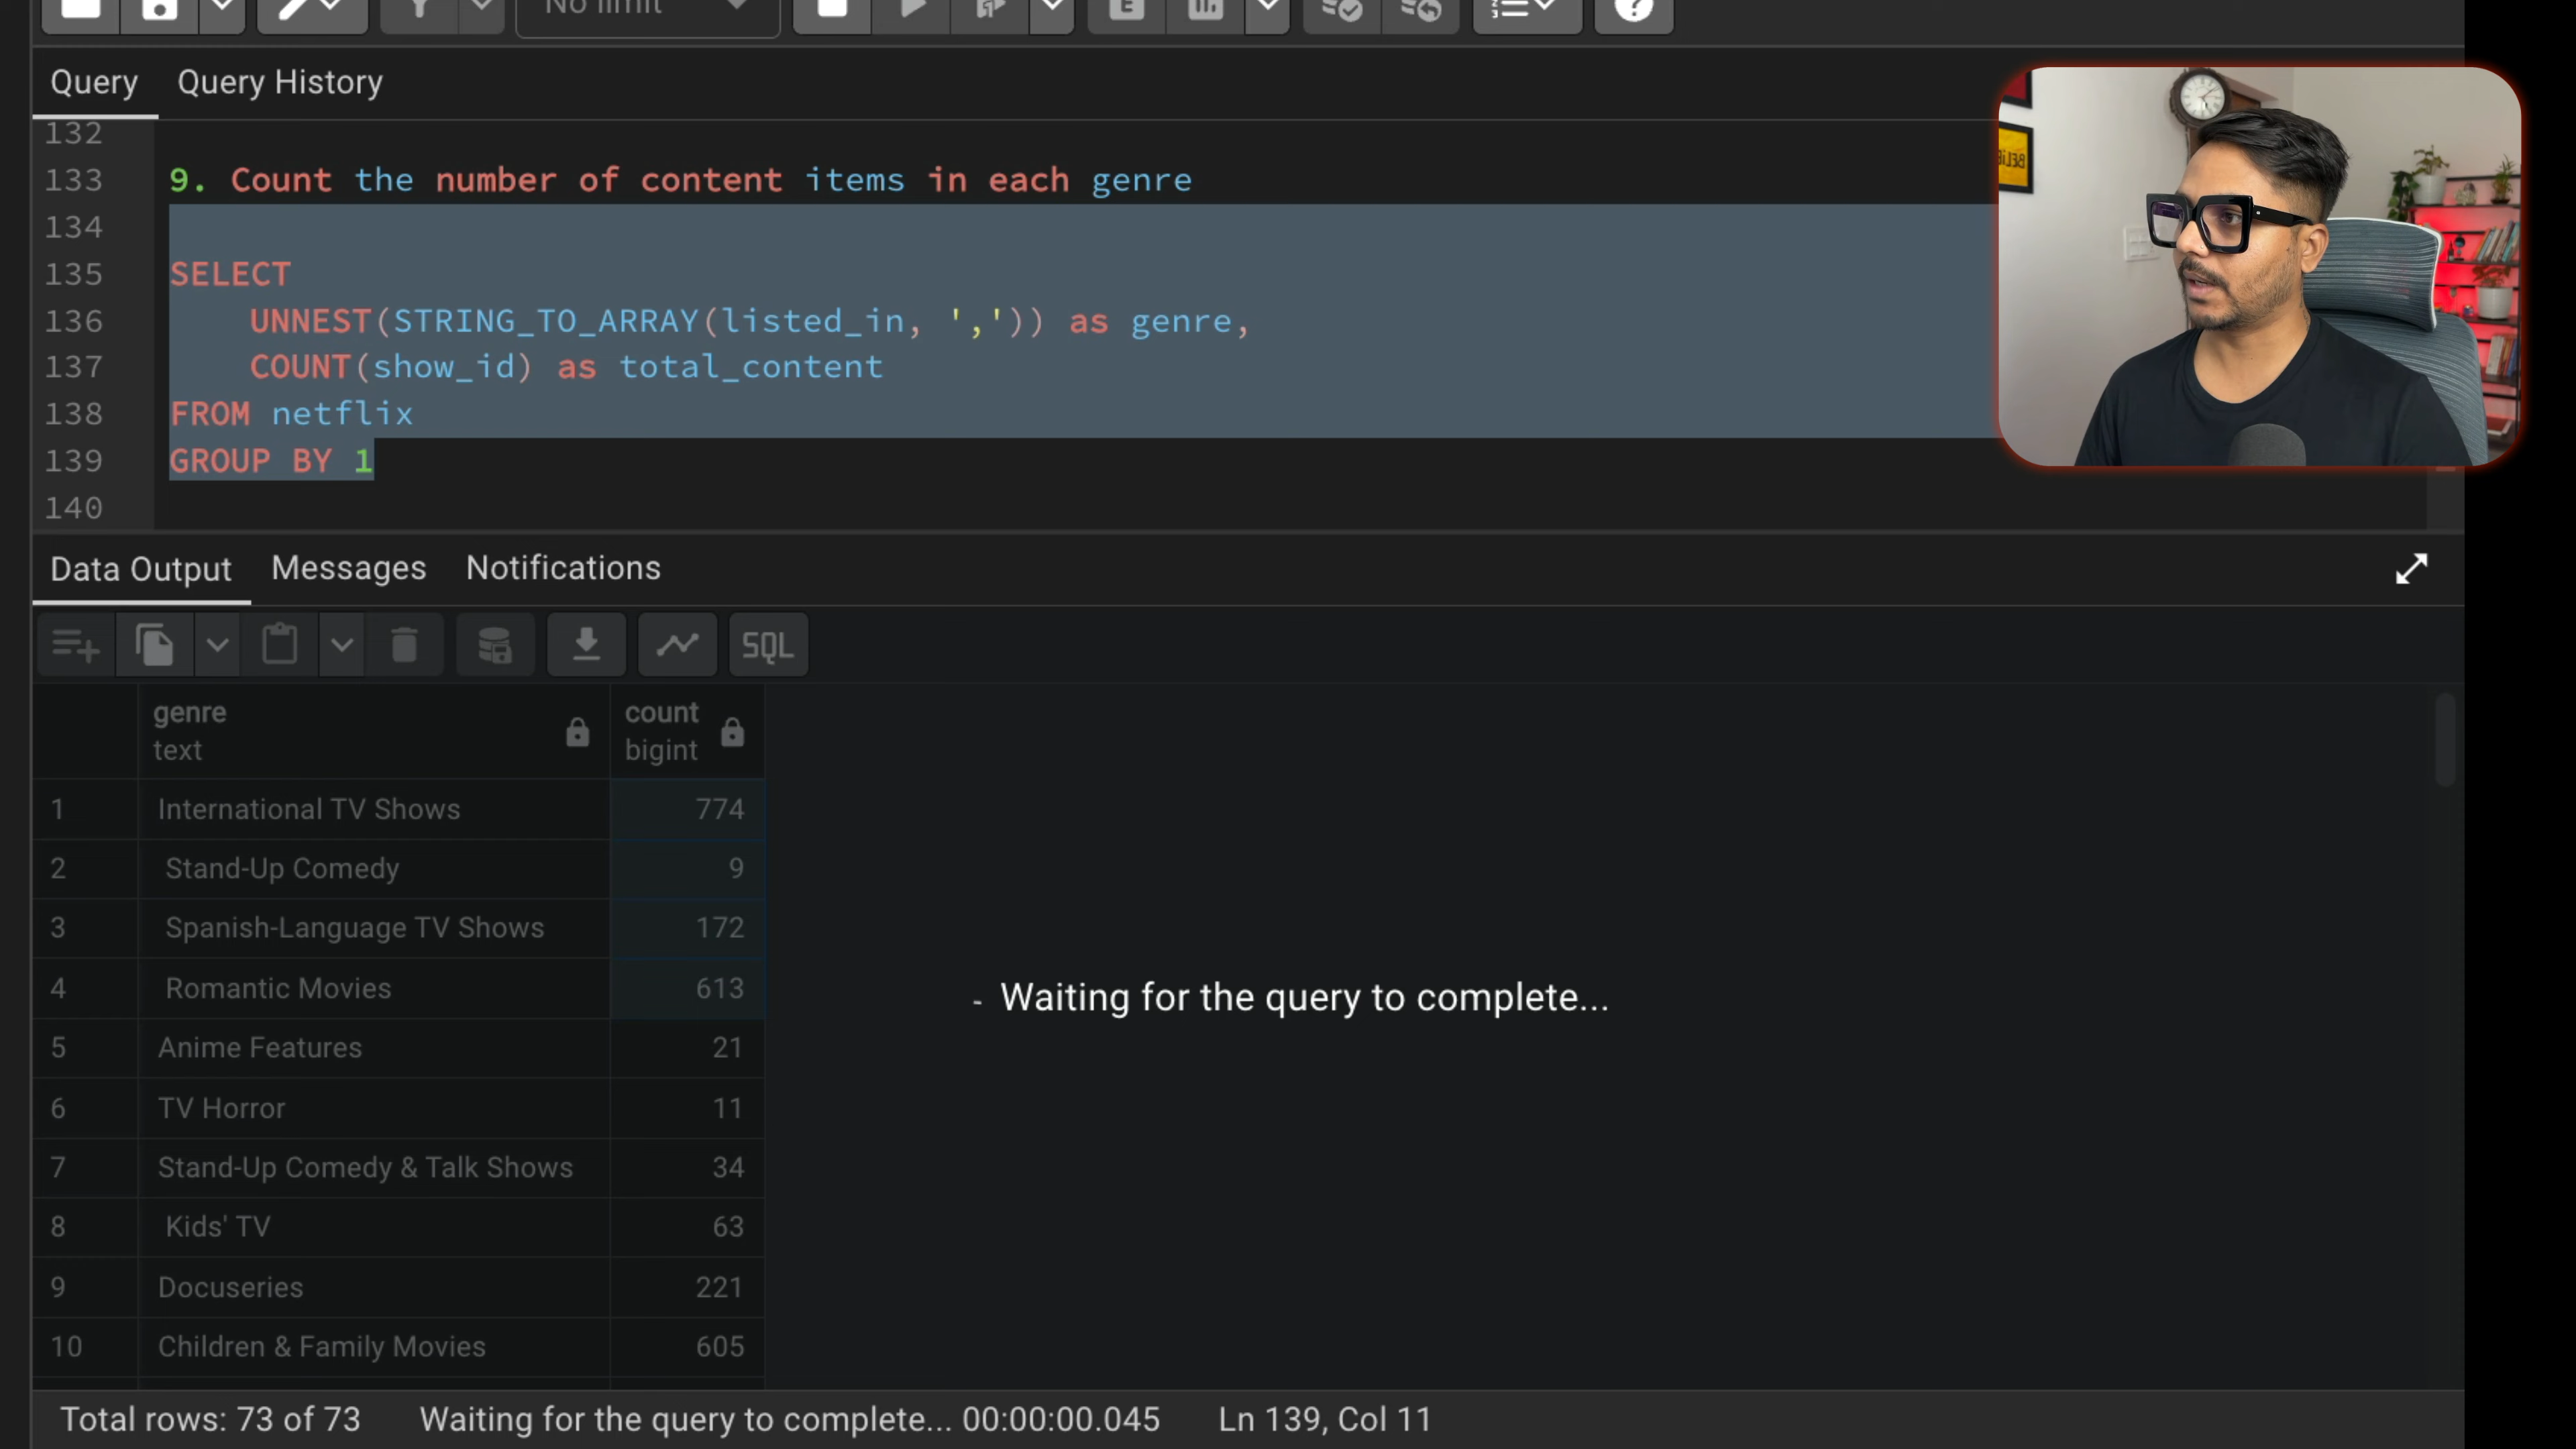 No limit
Query Query History
132
133 9. Count the number of content items in each genre
134
135 SELECT
136 UNNEST(STRING_TO_ARRAY(listed_in, ',')) as genre,
137 COUNT(show_id) as total_content
138 FROM netflix
139 GROUP BY 1
140
Data Output Messages Notifications
SQL
genre count
text bigint
1 International TV Shows 774
2 Stand-Up Comedy 9
3 Spanish-Language TV Shows 172
4 Romantic Movies 613
- Waiting for the query to complete...
5 Anime Features 21
6 TV Horror 11
7 Stand-Up Comedy & Talk Shows 34
8 Kids' TV 63
9 Docuseries 221
10 Children & Family Movies 605
Total rows: 73 of 73 Waiting for the query to complete... 00:00:00.045 Ln 139, Col 11